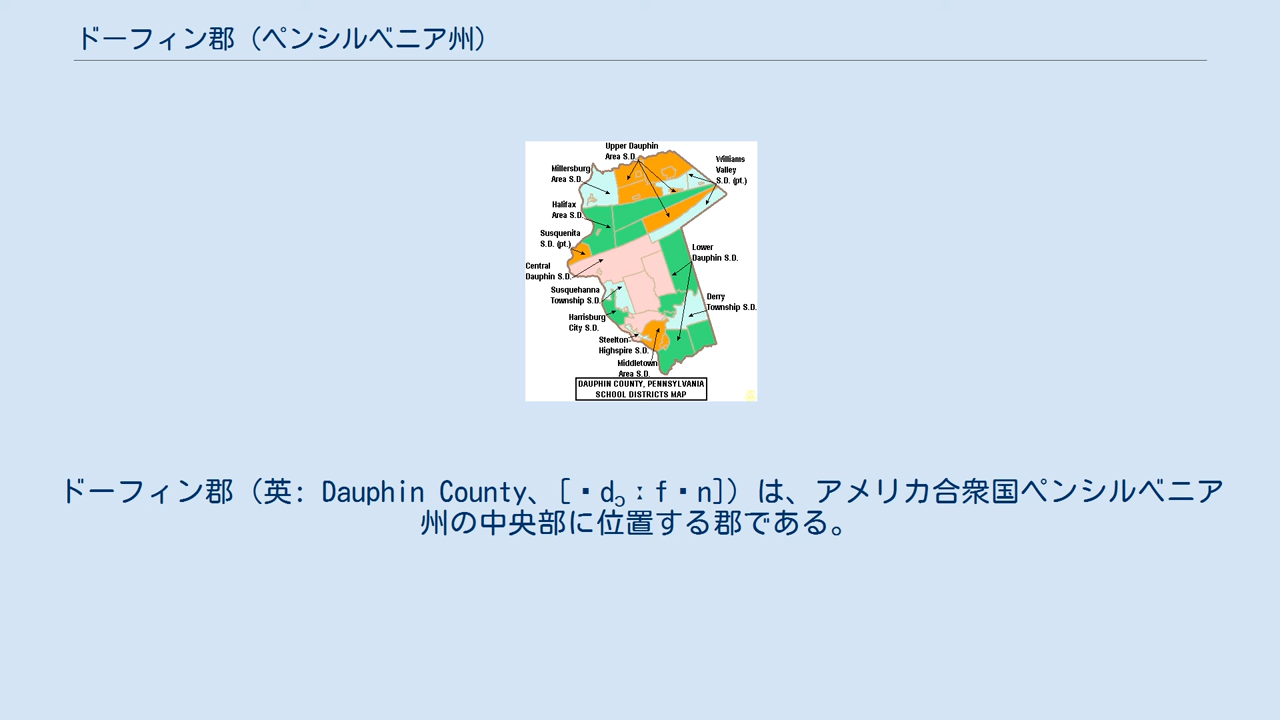 ドーフィン郡（ペンシルベニア州）
Upper Dauphin
Area S.D.
Williams
Valley
S.D. (pt.)
Millersburg
Area S.D.
Halifax
Area S.D.
Susquenita
S.D. (pt.)
Lower
Dauphin S.D.
Central
Dauphin S.D.
Susquehanna
Township S.D.
Derry
Township S.D.
Harrisburg
City S.D.
Steelton-
Highspire S.D.
Middletown
Area S.D.
DAUPHIN COUNTY, PENNSYLVANIA
SCHOOL DISTRICTS MAP
ドーフィン郡（英: Dauphin County、[▪dɔːf▪n]）は、アメリカ合衆国ペンシルベニア
州の中央部に位置する郡である。